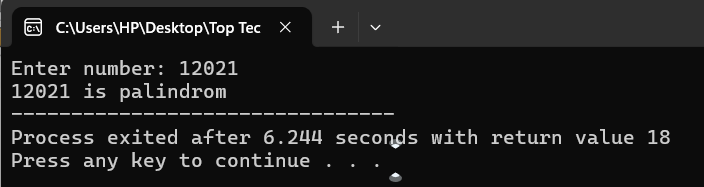 C:\Users\HP\Desktop\Top Tec
Enter number: 12021
12021 is palindrom
--------------------------------
Process exited after 6.244 seconds with return value 18
Press any key to continue . . .